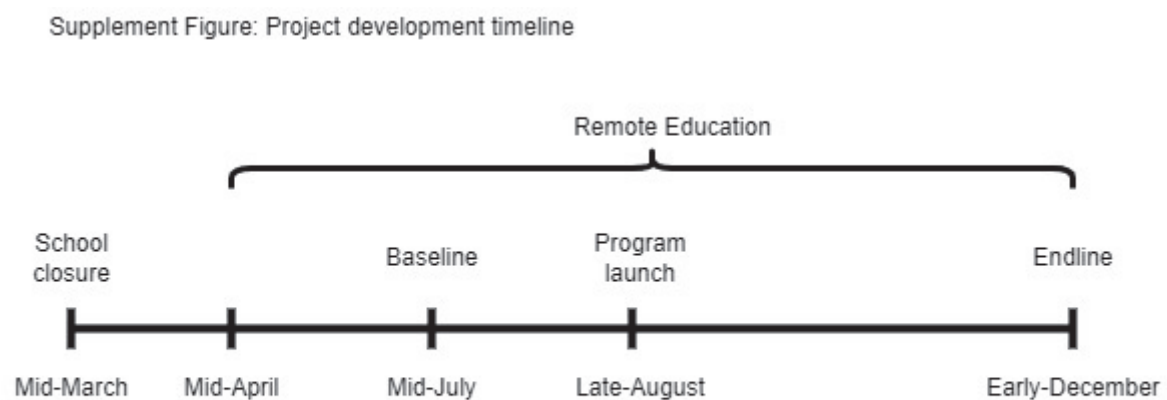 Supplement Figure: Project development timeline
Remote Education
School
closure
Baseline
Program
launch
Endline
Mid-March
Mid-April
Mid-July
Late-August
Early-December